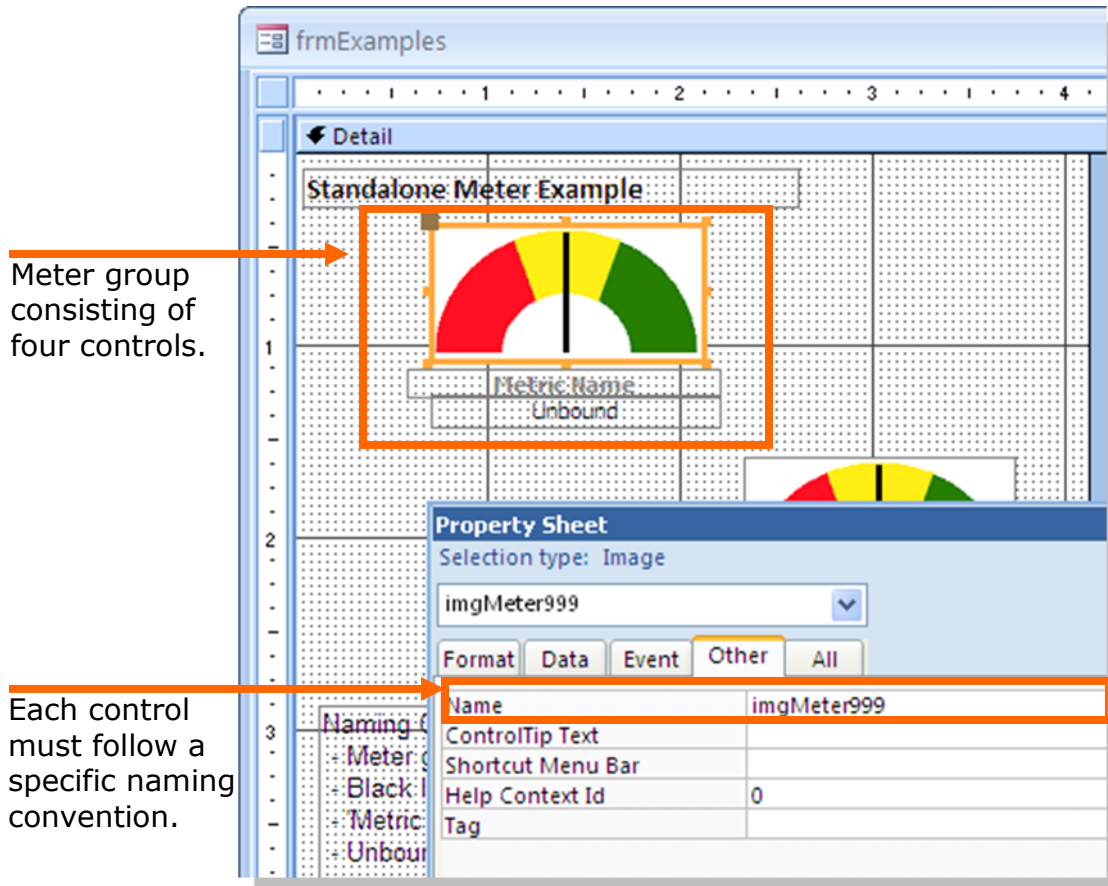 frmExamples
1 2 3 4
Detail
Standalone Meter Example
Meter group
consisting of
four controls.
1
Metric Name
Unbound
2
Property Sheet
Selection type: Image
imgMeter999
Format Data Event Other All
Each control
must follow a
specific naming
convention.
3
Name imgMeter999
ControlTip Text
Shortcut Menu Bar
Help Context Id 0
Tag
Naming
- Meter
- Black
- 'Metric